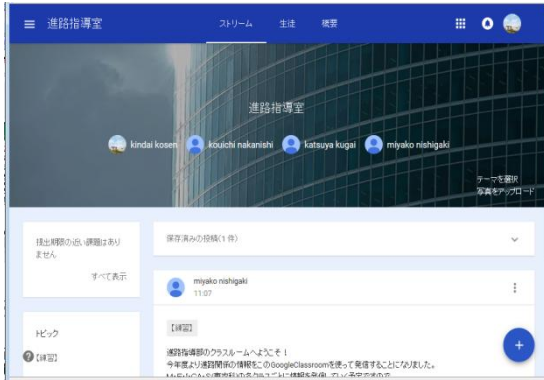 進路指導室
ストリーム 生徒 概要
進路指導室
kindai kosen kouichi nakanishi katsuya kugai miyako nishigaki
テーマを選択
写真をアップロード
提出期限の近い課題はあり
ません
すべて表示
保存済みの投稿(1 件)
miyako nishigaki
11:07
トピック
【練習】
【練習】
進路指導部のクラスルームへようこそ!
今年度より進路関係の情報をこのGoogleClassroomを使って発信することになりました。